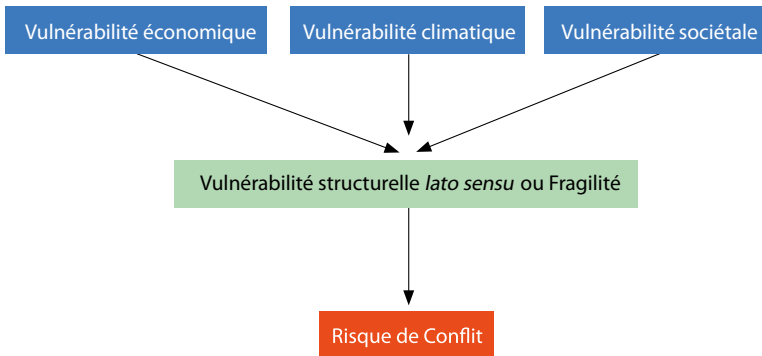 Vulnérabilité économique
Vulnérabilité climatique
Vulnérabilité sociétale
Vulnérabilité structurelle lato sensu ou Fragilité
Risque de Conflit